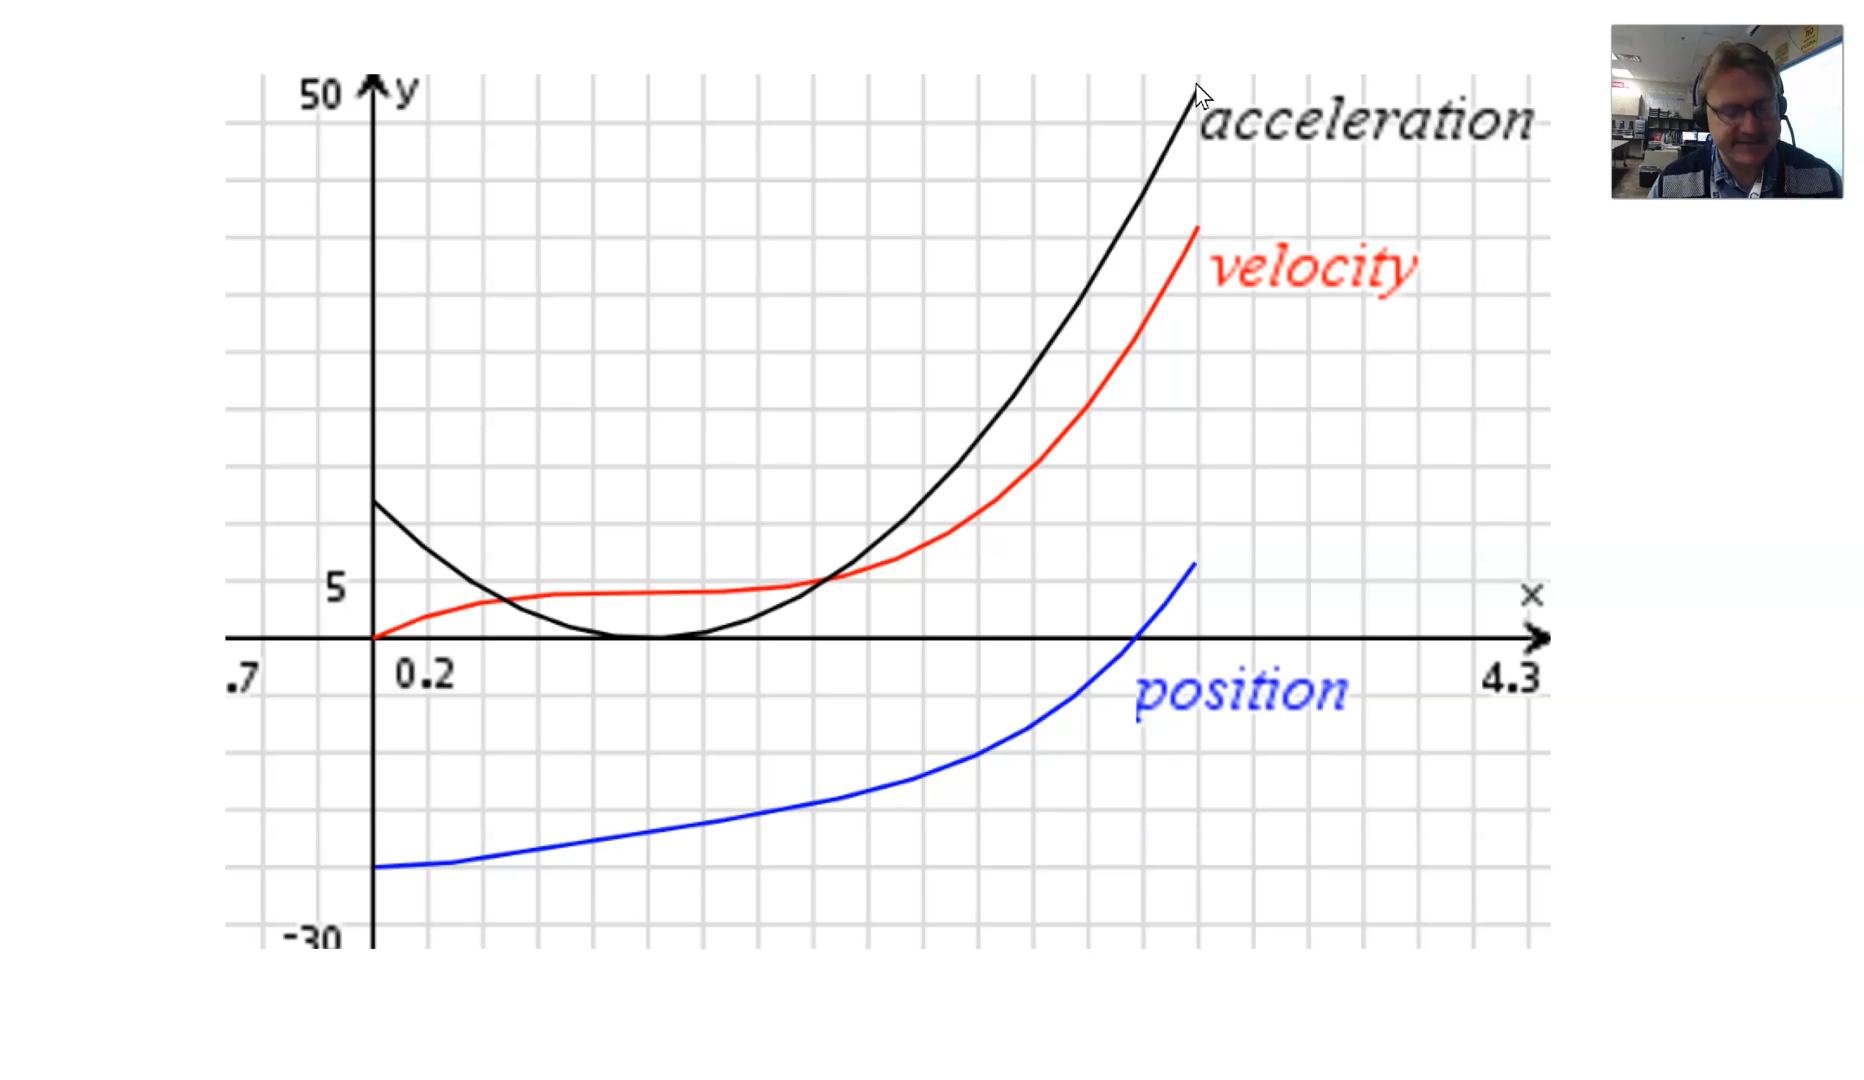 50
y
acceleration
velocity
5
x
.7
0.2
4.3
position
-30